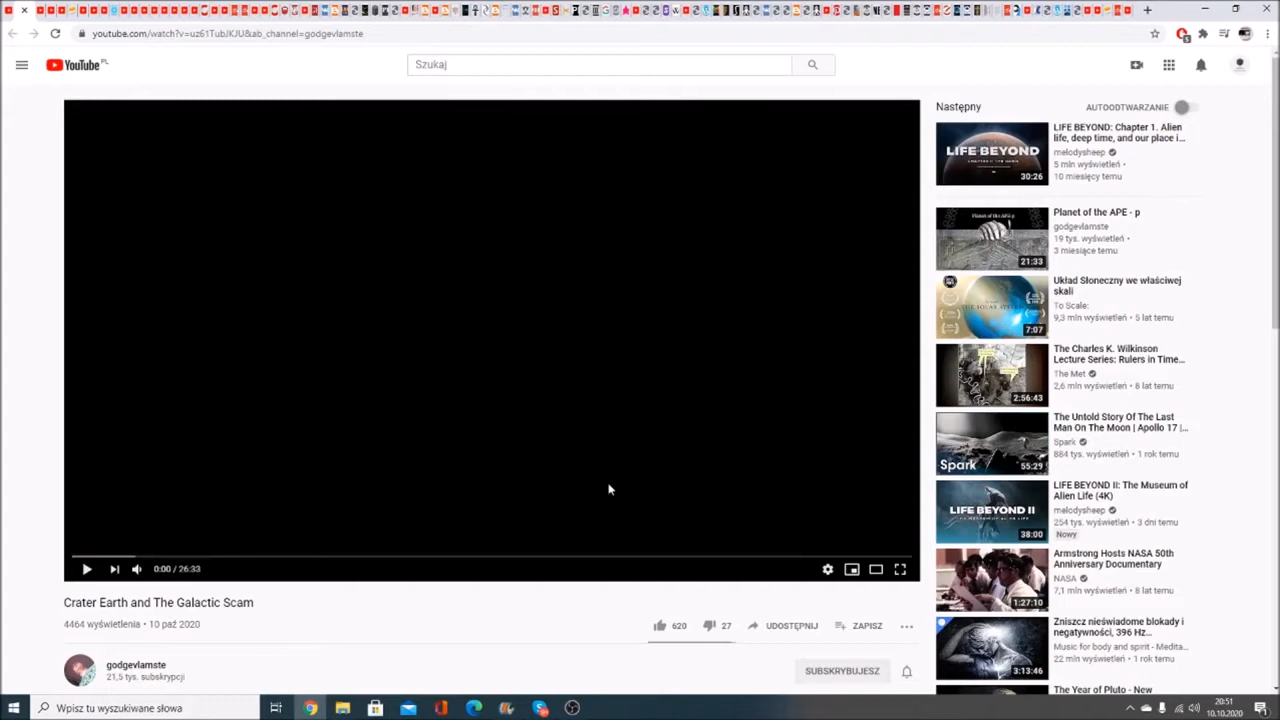 youtube.com/watch?v=uz61TubJKJU&ab_channel=godgevlamste
YouTube PL
Szukaj
Następny
AUTOODTWARZANIE
LIFE BEYOND
30:26
LIFE BEYOND: Chapter 1. Alien
life, deep time, and our place i...
melodysheep
5 mln wyświetleń •
10 miesięcy temu
Planet of the APE-p
21:33
Planet of the APE - p
godgevlamste
19 tys. wyświetleń •
3 miesiące temu
THE SOLAR SYSTEM
7:07
Układ Słoneczny we właściwej
skali
To Scale:
9,3 mln wyświetleń • 5 lat temu
2:56:43
The Charles K. Wilkinson
Lecture Series: Rulers in Time...
The Met
2,6 mln wyświetleń • 8 lat temu
Spark
55:29
The Untold Story Of The Last
Man On The Moon | Apollo 17 |...
Spark
884 tys. wyświetleń • 1 rok temu
LIFE BEYOND II
38:00
LIFE BEYOND II: The Museum of
Alien Life (4K)
melodysheep
254 tys. wyświetleń • 3 dni temu
Nowy
1:27:10
Armstrong Hosts NASA 50th
Anniversary Documentary
NASA
7,1 mln wyświetleń • 8 lat temu
3:13:46
Zniszcz nieświadome blokady i
negatywności, 396 Hz...
Music for body and spirit - Medita...
22 mln wyświetleń • 1 rok temu
The Year of Pluto - New
0:00 / 26:33
Crater Earth and The Galactic Scam
4464 wyświetlenia • 10 paź 2020
620
27
UDOSTĘPNIJ
ZAPISZ
godgevlamste
21,5 tys. subskrypcji
SUBSKRYBUJESZ
Wpisz tu wyszukiwane słowa
20:51
10.10.2020